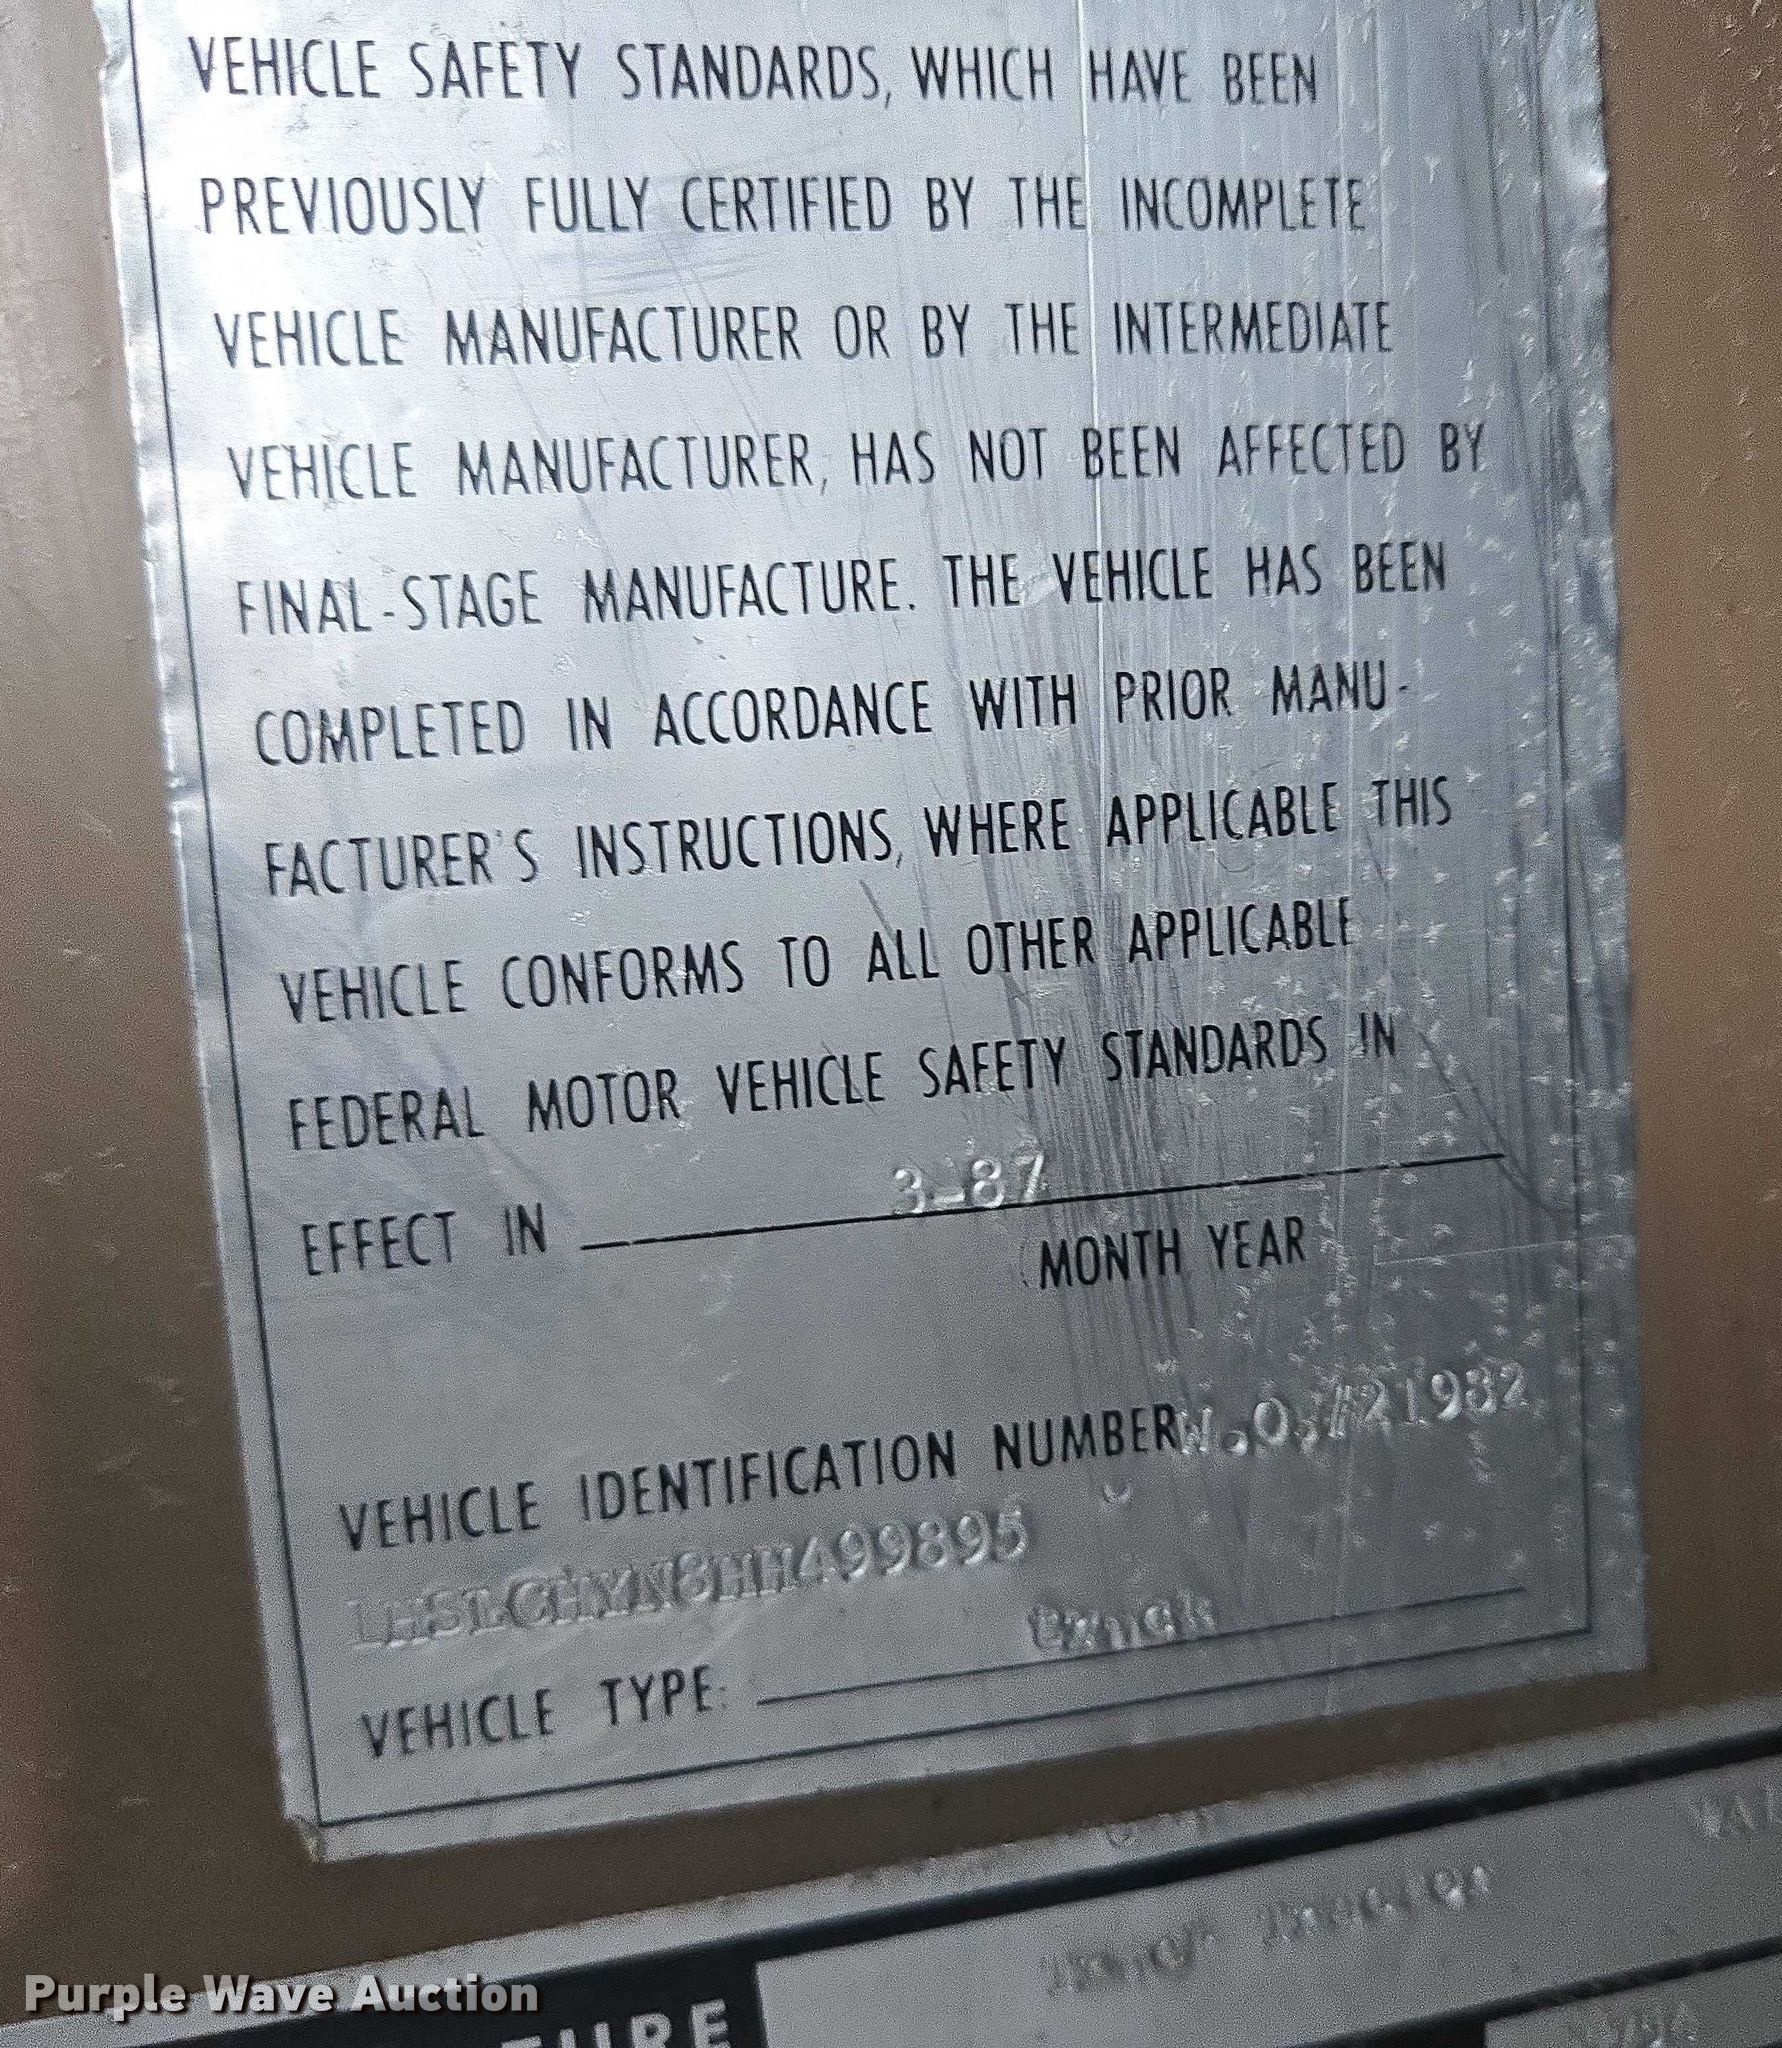 VEHICLE SAFETY STANDARDS, WHICH HAVE BEEN
PREVIOUSLY FULLY CERTIFIED BY THE INCOMPLETE
VEHICLE MANUFACTURER OR BY THE INTERMEDIATE
VEHICLE MANUFACTURER, HAS NOT BEEN AFFECTED BY
FINAL-STAGE MANUFACTURE. THE VEHICLE HAS BEEN
COMPLETED IN ACCORDANCE WITH PRIOR MANU-
FACTURER'S INSTRUCTIONS, WHERE APPLICABLE THIS
VEHICLE CONFORMS TO ALL OTHER APPLICABLE
FEDERAL MOTOR VEHICLE SAFETY STANDARDS IN
EFFECT IN 3-87
MONTH YEAR
VEHICLE IDENTIFICATION NUMBER W.O.#21982
VEHICLE TYPE: truck
Purple Wave Auction